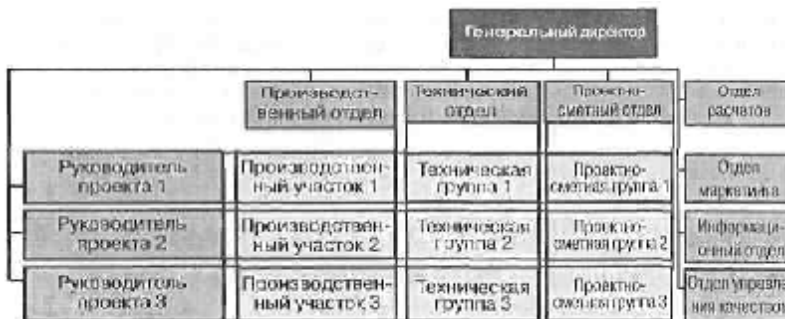 Генеральный директор
Производст-
венный отдел
Технический
отдел
Проектно-
сметный отдел
Отдел
расчетов
Руководитель
проекта 1
Производствен-
ный участок 1
Техническая
группа 1
Проектно-
сметная группа 1
Отдел
маркетинга
Руководитель
проекта 2
Производствен-
ный участок 2
Техническая
группа 2
Проектно-
сметная группа 2
Информаци-
онный отдел
Руководитель
проекта 3
Производствен-
ный участок 3
Техническая
группа 3
Проектно-
сметная группа 3
Отдел управле-
ния качеством